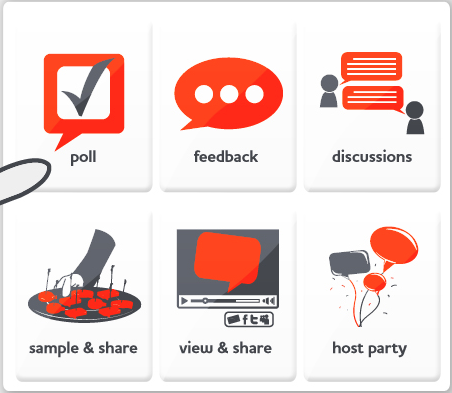 poll
feedback
discussions
sample & share
view & share
host party